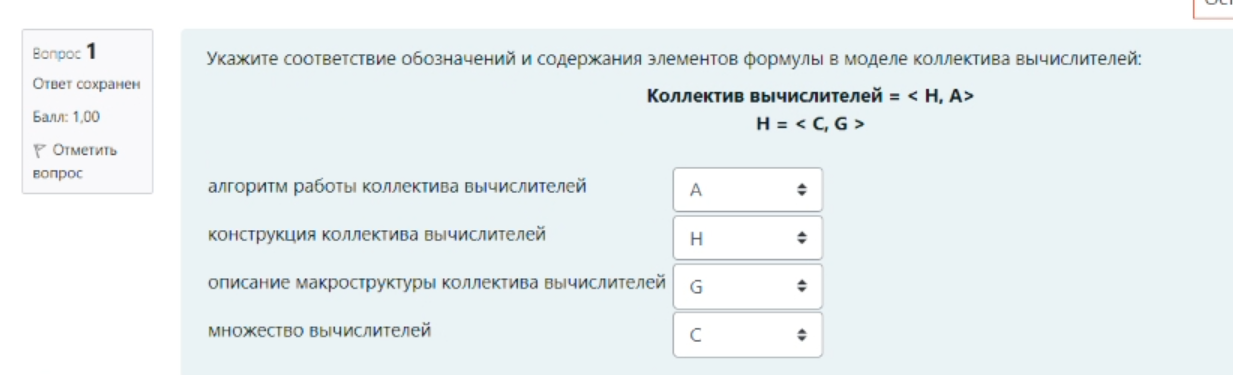 Вопрос 1
Ответ сохранен
Балл: 1,00
Отметить вопрос
Укажите соответствие обозначений и содержания элементов формулы в модели коллектива вычислителей:
Коллектив вычислителей = < H, A>
H = < C, G >
алгоритм работы коллектива вычислителей A
конструкция коллектива вычислителей H
описание макроструктуры коллектива вычислителей G
множество вычислителей C